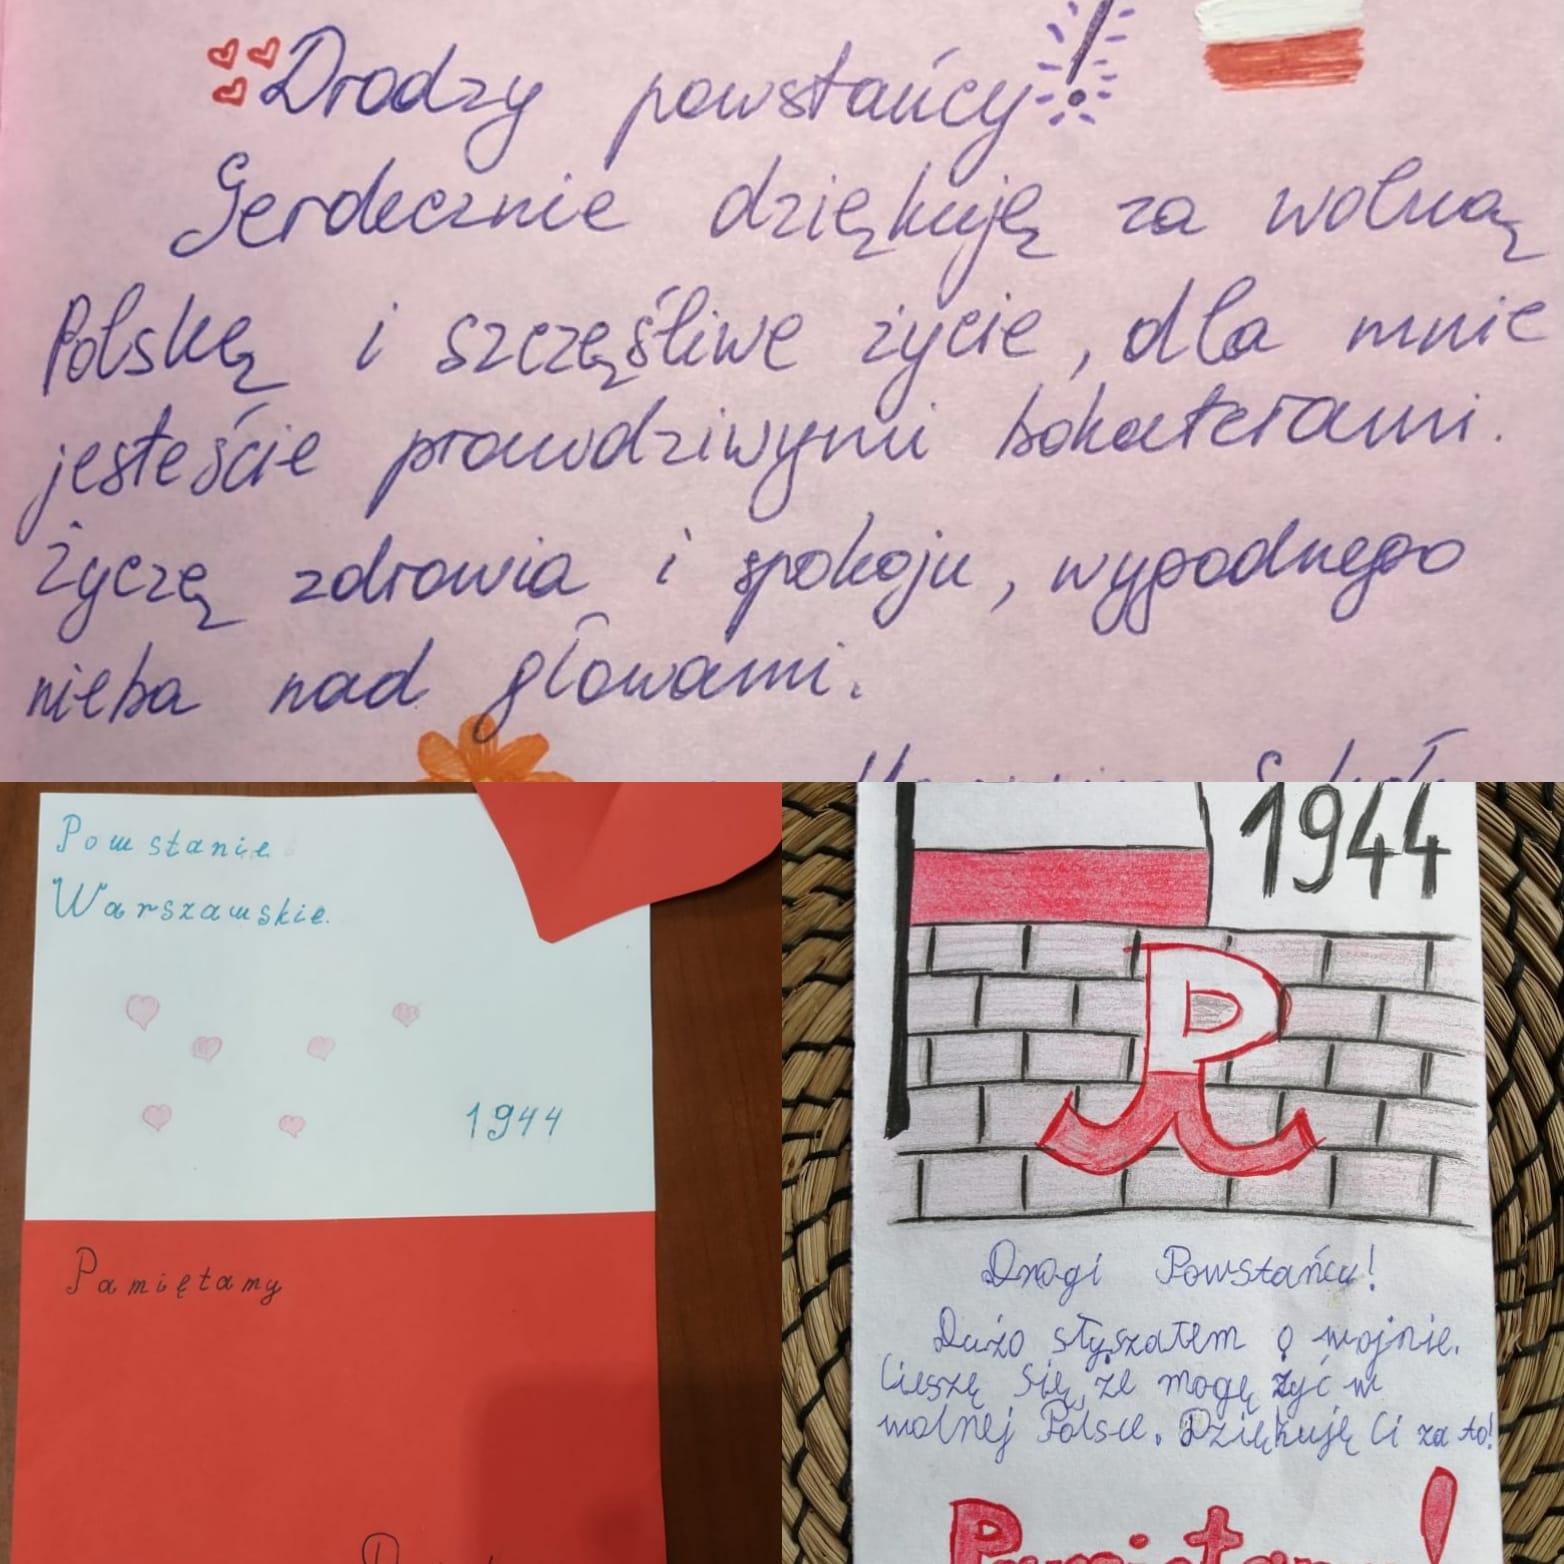 Drodzy powstańcy!
Serdecznie dziękuję za wolną
Polskę i szczęśliwe życie, dla mnie
jesteście prawdziwymi bohaterami.
Życzę zdrowia i spokoju, wygodnego
nieba nad głowami.
Powstanie
Warszawskie.
1944
Pamiętamy
1944
P
Drogi Powstańcu!
Dużo słyszałem o wojnie.
Cieszę się, że mogę żyć w
wolnej Polsce. Dziękuję Ci za to!